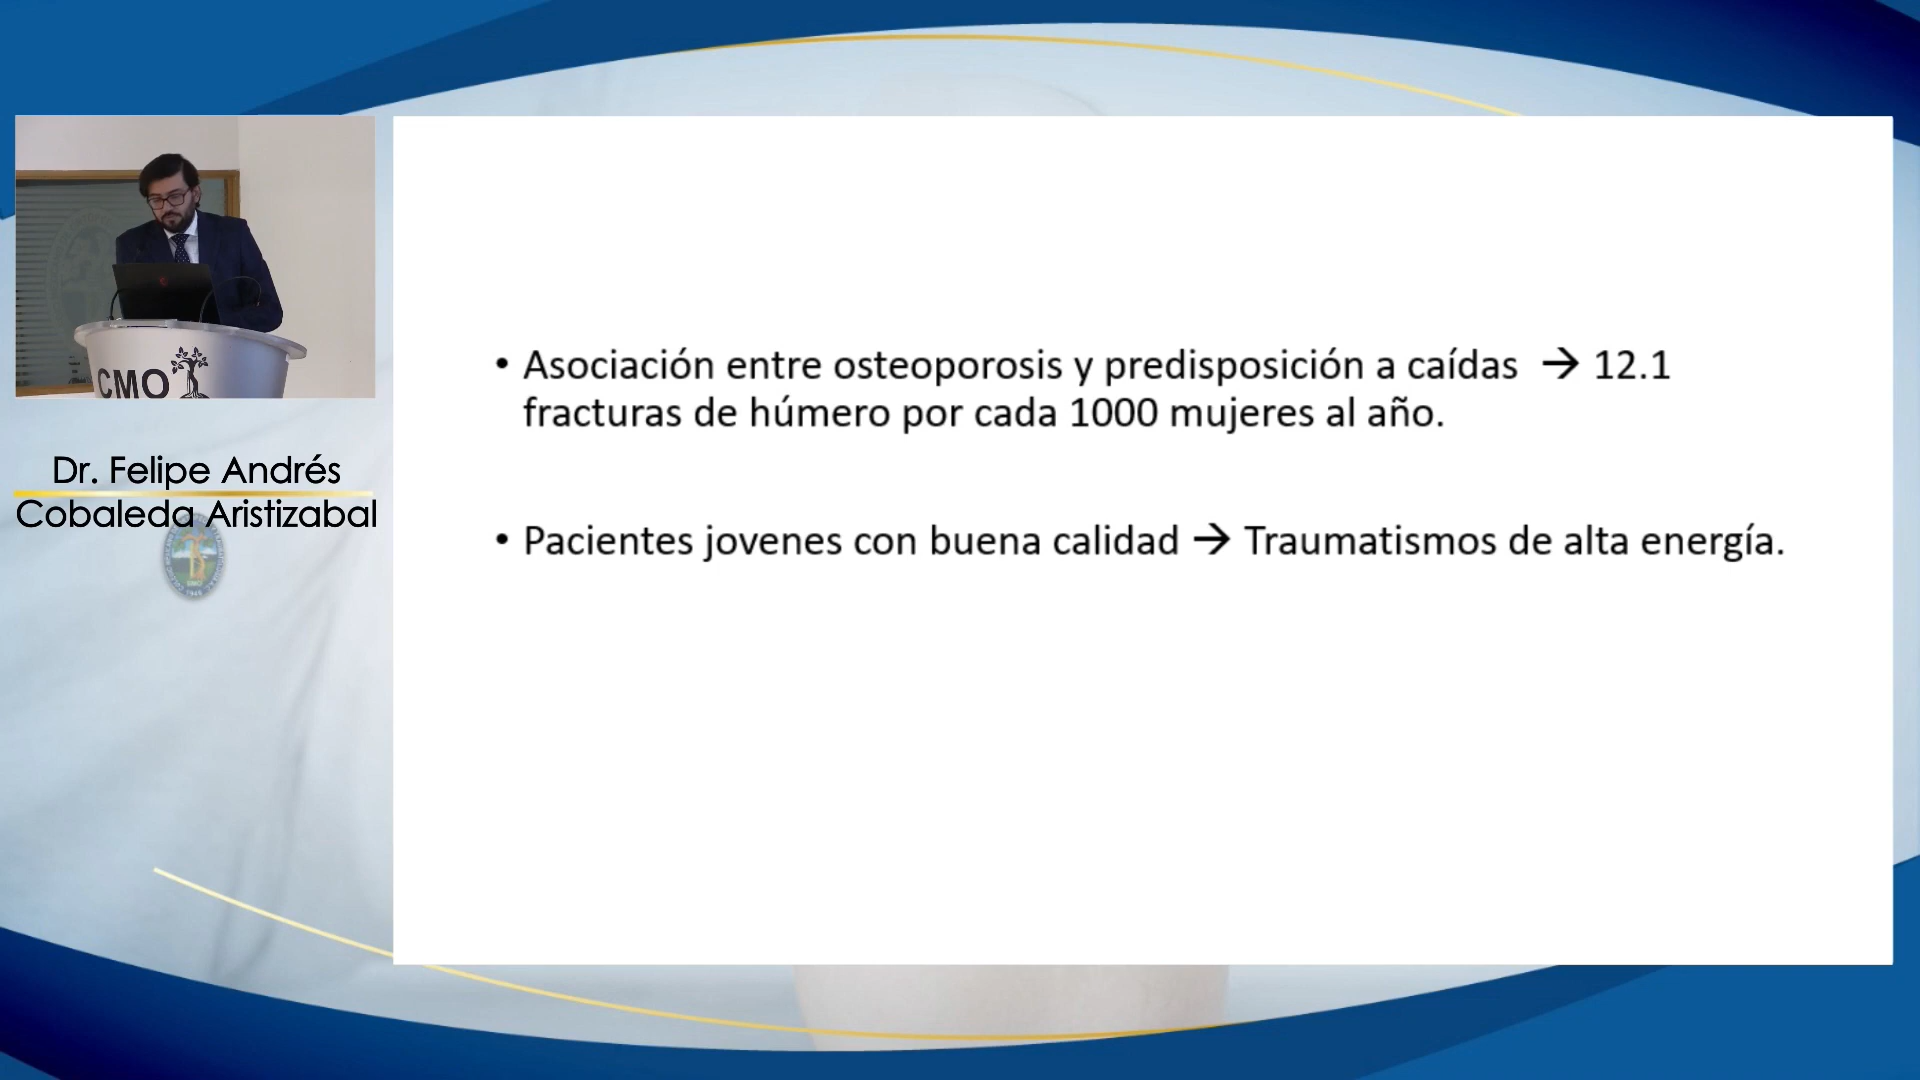 CMO
Dr. Felipe Andrés
Cobaleda Aristizabal
• Asociación entre osteoporosis y predisposición a caídas → 12.1
fracturas de húmero por cada 1000 mujeres al año.
• Pacientes jovenes con buena calidad → Traumatismos de alta energía.